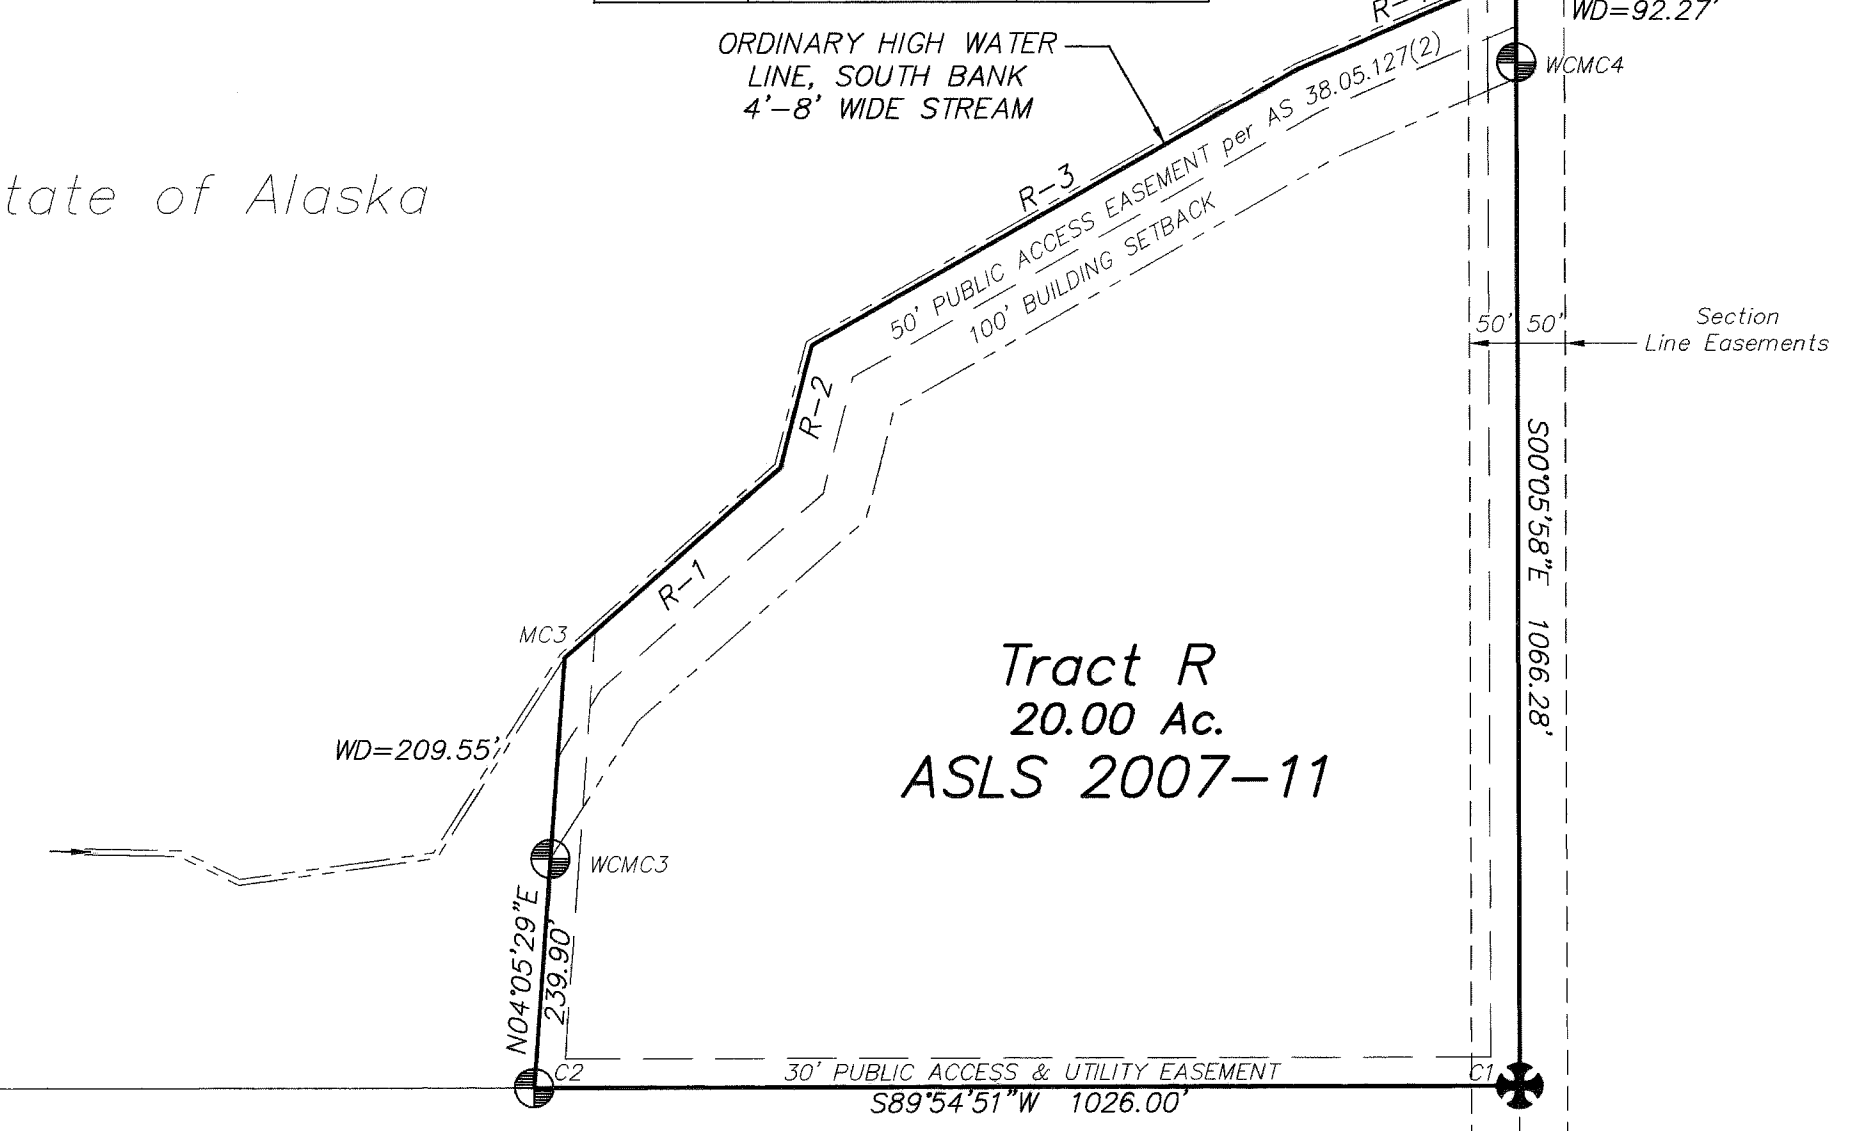 WD=92.27'
ORDINARY HIGH WATER
LINE, SOUTH BANK
4'-8' WIDE STREAM
WCMC4
tate of Alaska
R-3
50' PUBLIC ACCESS EASEMENT per AS 38.05.127(2)
100' BUILDING SETBACK
50' 50'
Section
Line Easements
R-2
S00°05'58"E 1066.28'
R-1
MC3
Tract R
20.00 Ac.
ASLS 2007-11
WD=209.55'
WCMC3
N04°05'29"E
239.90'
C2
30' PUBLIC ACCESS & UTILITY EASEMENT
C1
S89°54'51"W 1026.00'